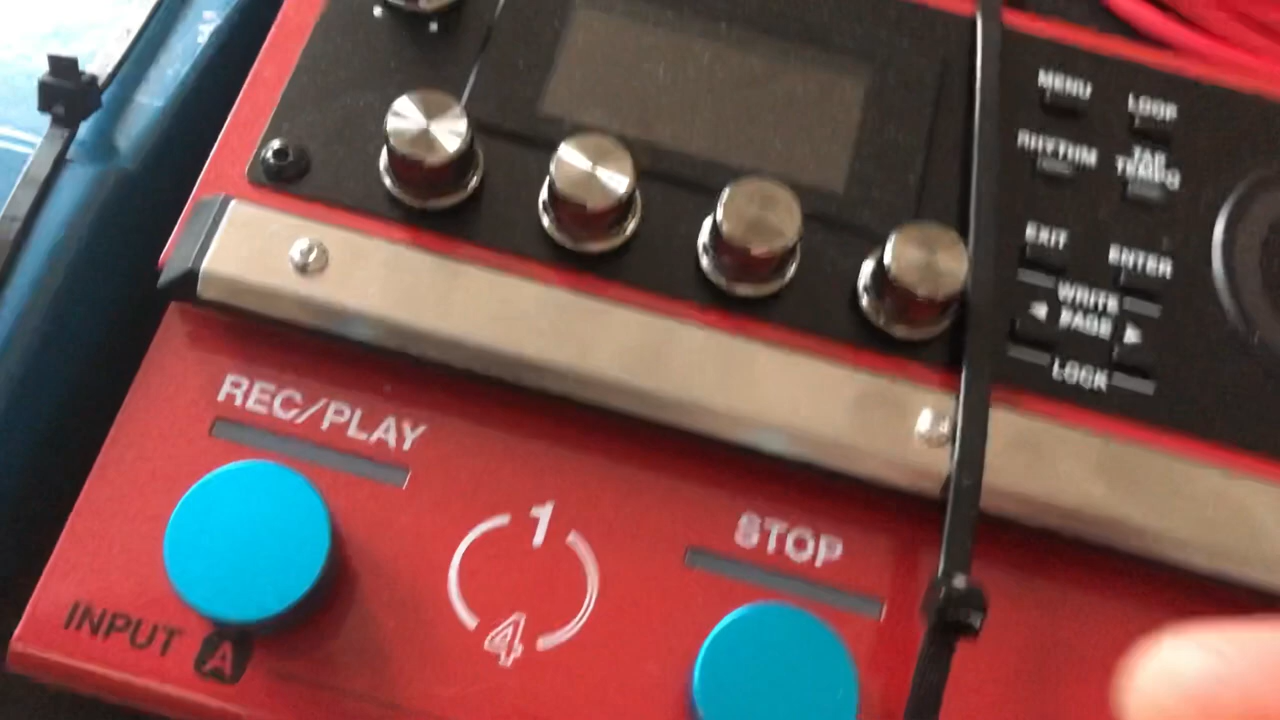 MENU
LOOP
RHYTHM
TAP
TEMPO
EXIT
ENTER
WRITE
◀ PAGE ▶
LOCK
REC/PLAY
1
4
STOP
INPUT A